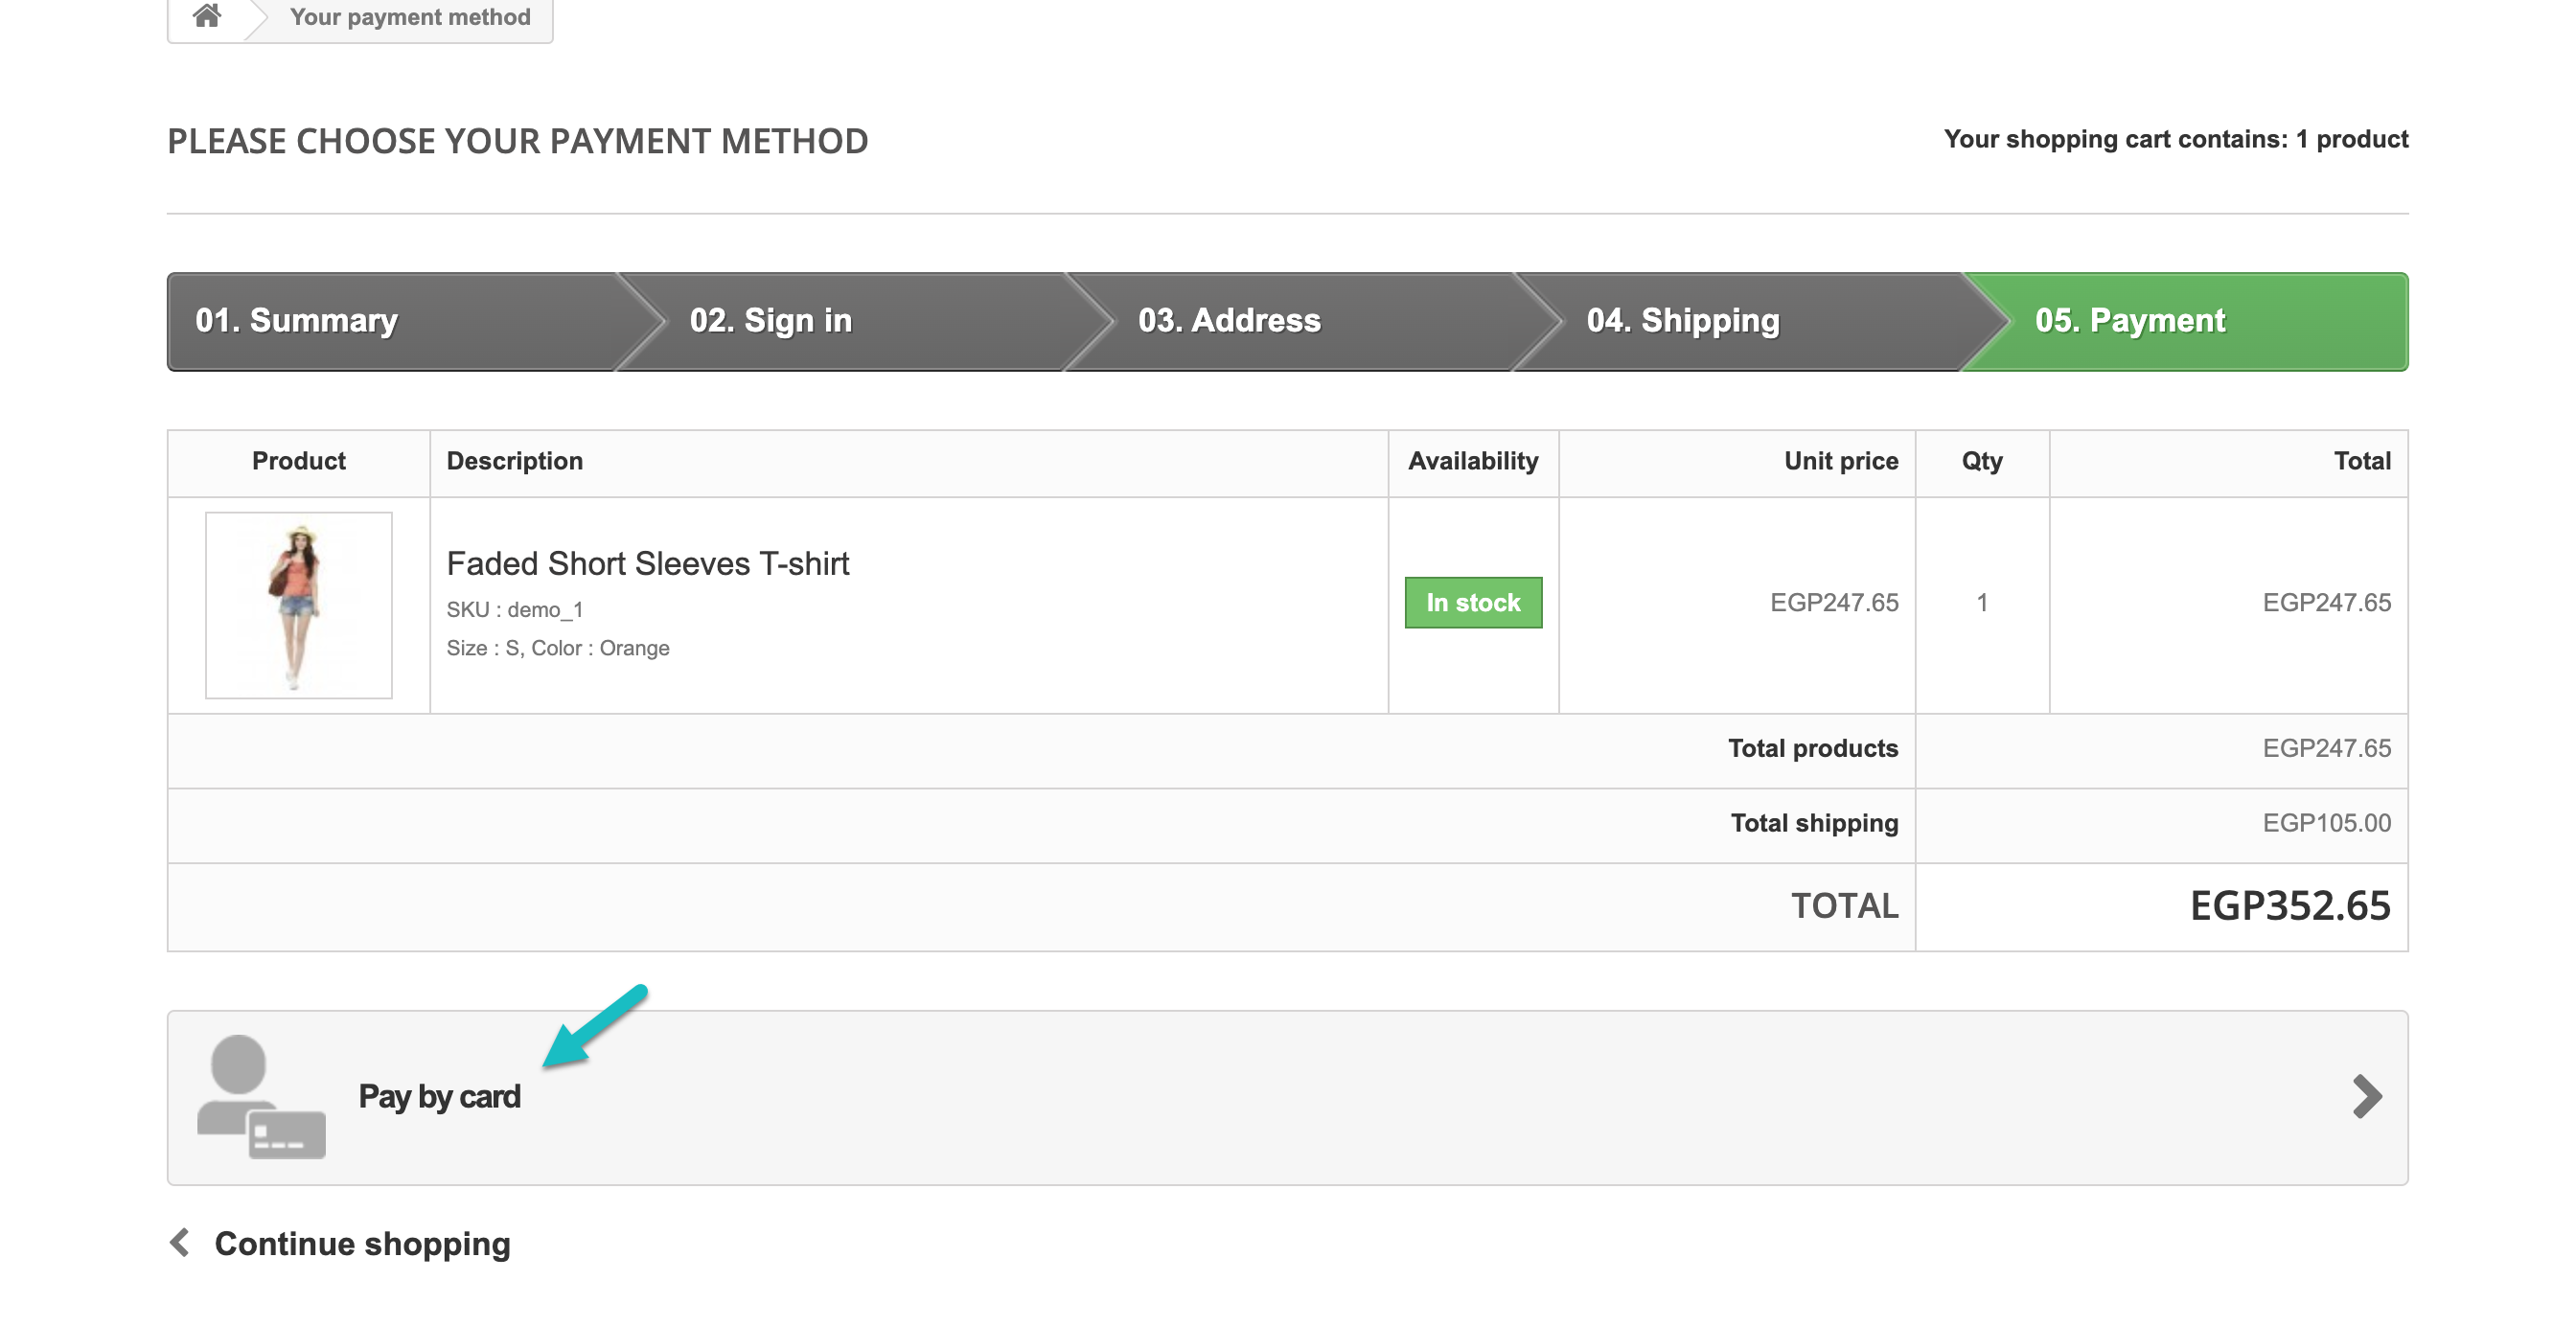 Your payment method
PLEASE CHOOSE YOUR PAYMENT METHOD
Your shopping cart contains: 1 product
01. Summary
02. Sign in
03. Address
04. Shipping
05. Payment
Product
Description
Availability
Unit price
Qty
Total
Faded Short Sleeves T-shirt
SKU : demo_1
Size : S, Color : Orange
In stock
EGP247.65
1
EGP247.65
Total products
EGP247.65
Total shipping
EGP105.00
TOTAL
EGP352.65
Pay by card
Continue shopping